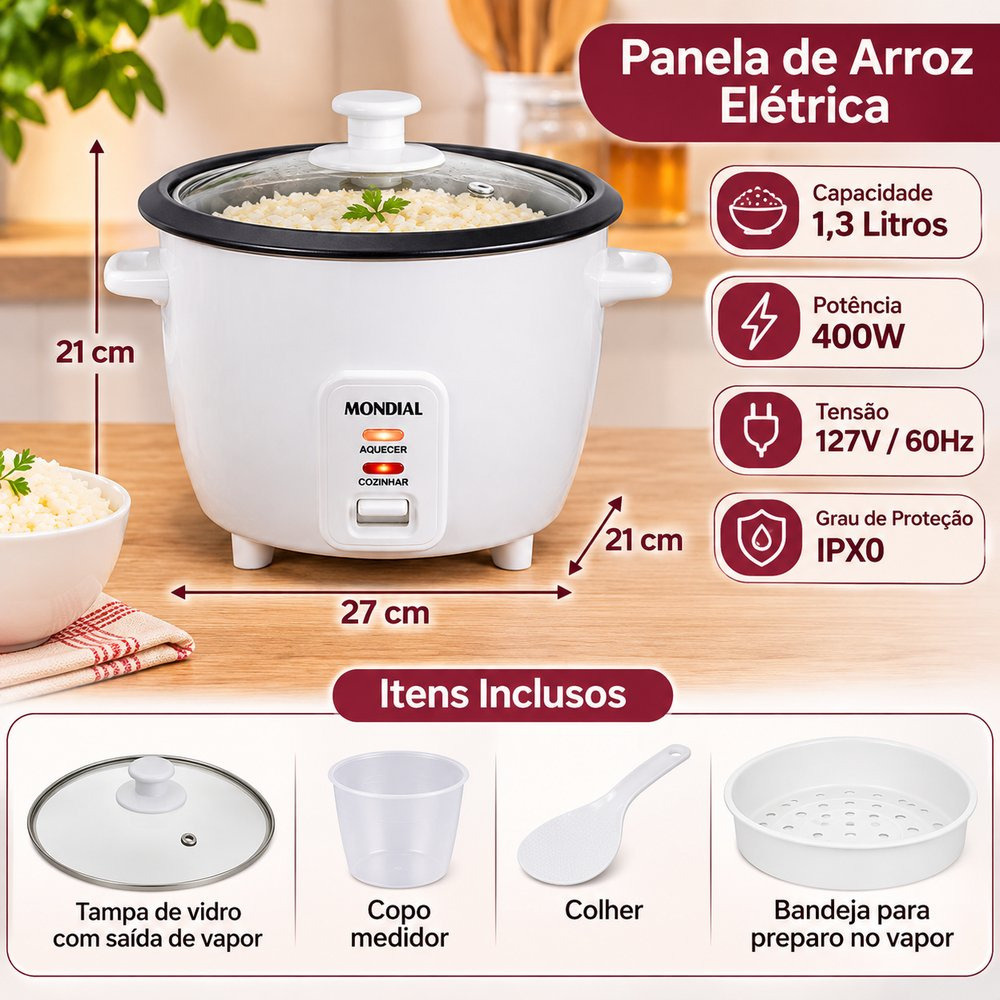 Panela de Arroz
Elétrica
Capacidade
1,3 Litros
Potência
400W
Tensão
127V / 60Hz
Grau de Proteção
IPX0
21 cm
MONDIAL
AQUECER
COZINHAR
21 cm
27 cm
Itens Inclusos
Tampa de vidro
com saída de vapor
Copo
medidor
Colher
Bandeja para
preparo no vapor